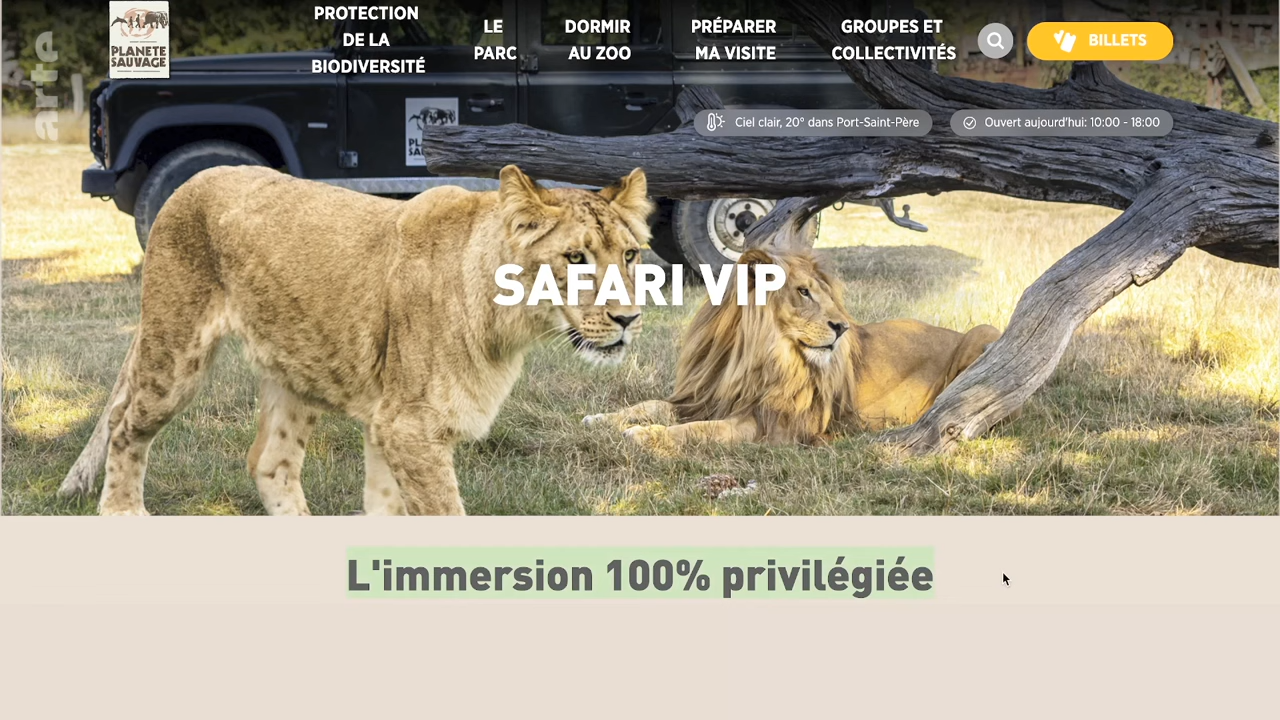 arte
PLANETE
SAUVAGE
PROTECTION
DE LA
BIODIVERSITÉ
LE
PARC
DORMIR
AU ZOO
PRÉPARER
MA VISITE
GROUPES ET
COLLECTIVITÉS
BILLETS
Ciel clair, 20° dans Port-Saint-Père
Ouvert aujourd'hui: 10:00 - 18:00
SAFARI VIP
L'immersion 100% privilégiée